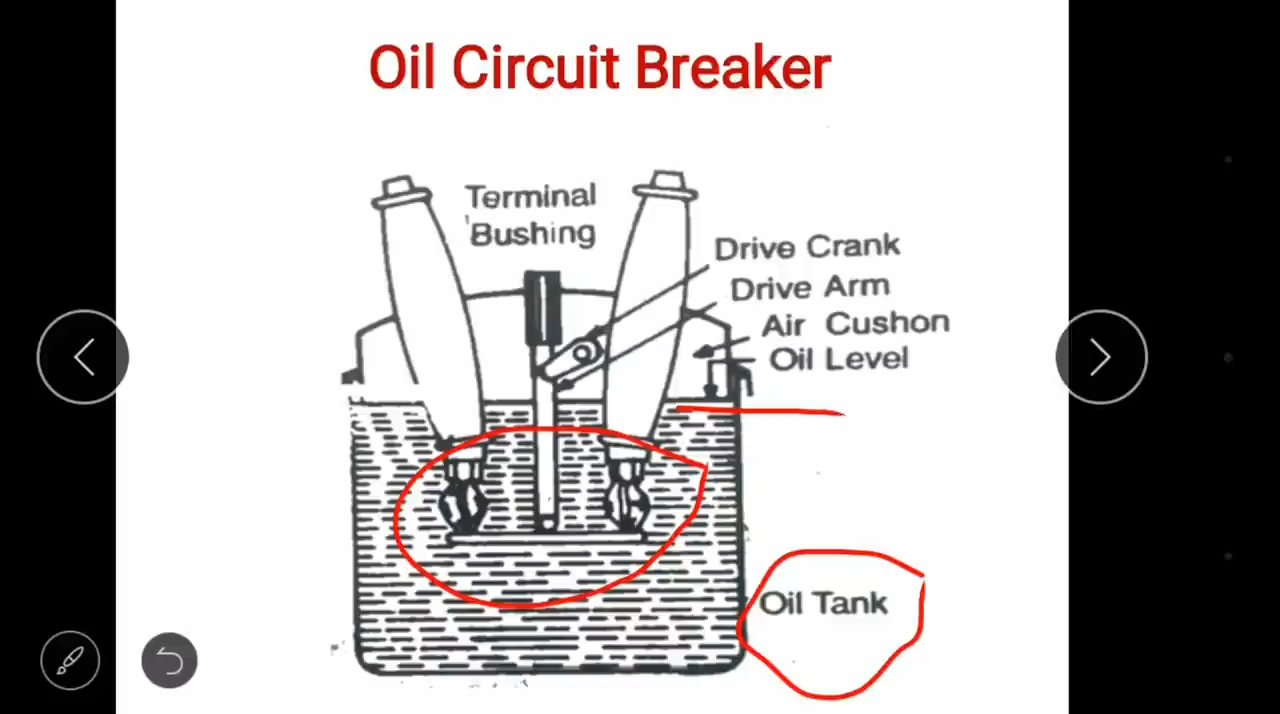 Oil Circuit Breaker
Terminal
Bushing
Drive Crank
Drive Arm
Air Cushon
Oil Level
Oil Tank